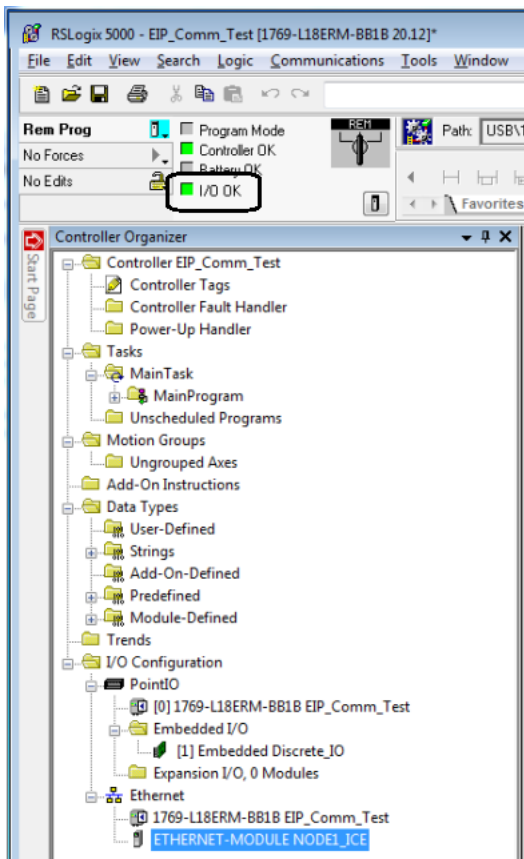 RSLogix 5000 - EIP_Comm_Test [1769-L18ERM-BB1B 20.12]*
File Edit View Search Logic Communications Tools Window
Rem Prog
Program Mode
REM
Path: USB\1
No Forces
Controller OK
Battery OK
No Edits
I/O OK
Favorites
Controller Organizer
Start Page
Controller EIP_Comm_Test
Controller Tags
Controller Fault Handler
Power-Up Handler
Tasks
MainTask
MainProgram
Unscheduled Programs
Motion Groups
Ungrouped Axes
Add-On Instructions
Data Types
User-Defined
Strings
Add-On-Defined
Predefined
Module-Defined
Trends
I/O Configuration
PointIO
[0] 1769-L18ERM-BB1B EIP_Comm_Test
Embedded I/O
[1] Embedded Discrete_IO
Expansion I/O, 0 Modules
Ethernet
1769-L18ERM-BB1B EIP_Comm_Test
ETHERNET-MODULE NODE1_ICE